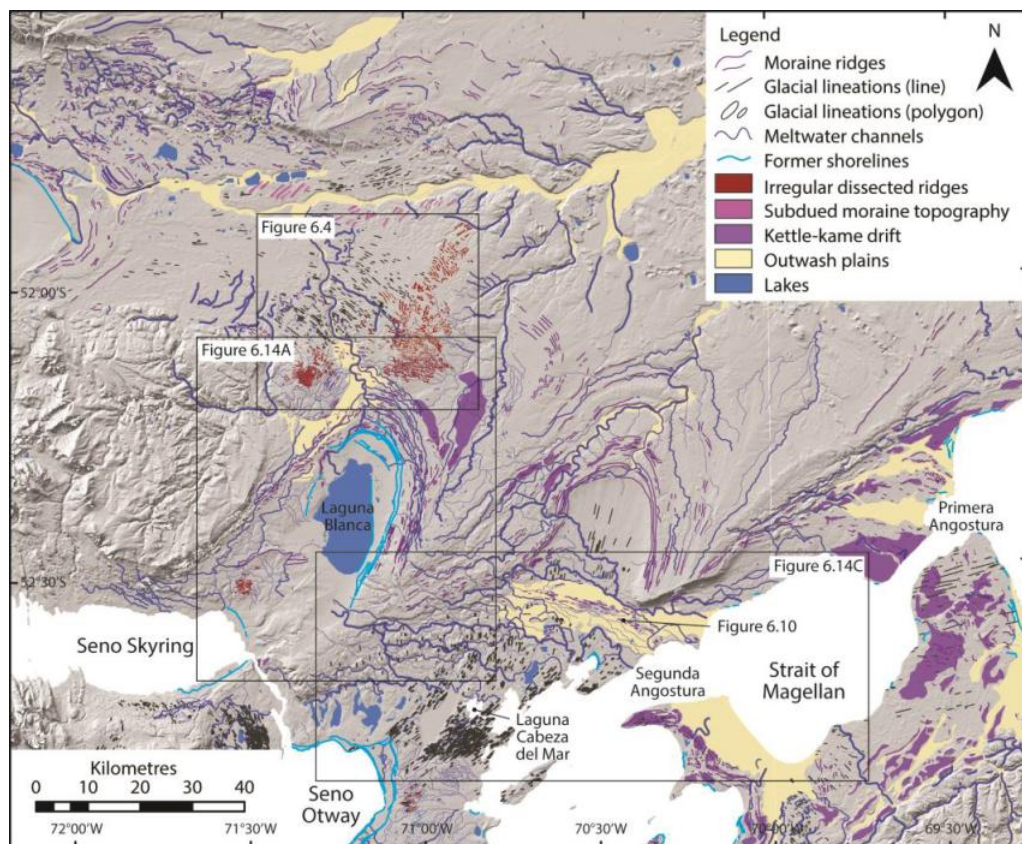 Legend
N
Moraine ridges
Glacial lineations (line)
Glacial lineations (polygon)
Meltwater channels
Former shorelines
Irregular dissected ridges
Subdued moraine topography
Kettle-kame drift
Outwash plains
Lakes
Figure 6.4
52°00'S
Figure 6.14A
Laguna
Blanca
Primera
Angostura
52°30'S
Figure 6.14C
Figure 6.10
Seno Skyring
Segunda
Angostura
Strait of
Magellan
Laguna
Cabeza
del Mar
Kilometres
0 10 20 30 40
Seno
Otway
72°00'W
71°30'W
71°00'W
70°30'W
70°00'W
69°30'W